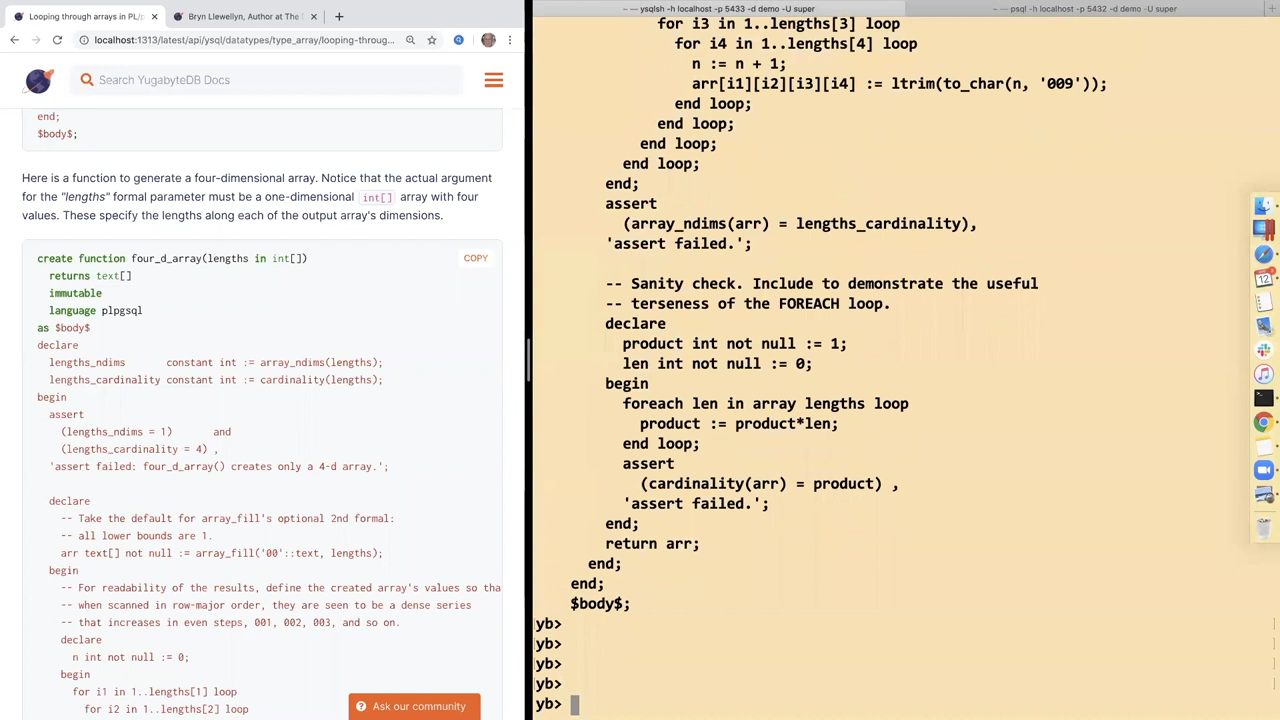 Looping through arrays in PL/p
Bryn Llewellyn, Author at The
localhost:1313/latest/api/ysql/datatypes/type_array/looping-throug...
Search YugabyteDB Docs
end;
$body$;
Here is a function to generate a four-dimensional array. Notice that the actual argument
for the "lengths" formal parameter must be a one-dimensional int[] array with four
values. These specify the lengths along each of the output array's dimensions.
COPY
create function four_d_array(lengths in int[])
returns text[]
immutable
language plpgsql
as $body$
declare
lengths_ndims constant int := array_ndims(lengths);
lengths_cardinality constant int := cardinality(lengths);
begin
assert
(lengths_ndims = 1) and
(lengths_cardinality = 4) ,
'assert failed: four_d_array() creates only a 4-d array.';
declare
-- Take the default for array_fill's optional 2nd formal:
-- all lower bounds are 1.
arr text[] not null := array_fill('00'::text, lengths);
begin
-- For readability of the results, define the created array's values so tha
-- when scanned in row-major order, they are seen to be a dense series
-- that increases in even steps, 001, 002, 003, and so on.
declare
n int not null := 0;
begin
for i1 in 1..lengths[1] loop
for i2 in 1..lengths[2] loop
Ask our community
ysqlsh -h localhost -p 5433 -d demo -U super
psql -h localhost -p 5432 -d demo -U super
for i3 in 1..lengths[3] loop
for i4 in 1..lengths[4] loop
n := n + 1;
arr[i1][i2][i3][i4] := ltrim(to_char(n, '009'));
end loop;
end loop;
end loop;
end loop;
end;
assert
(array_ndims(arr) = lengths_cardinality),
'assert failed.';
-- Sanity check. Include to demonstrate the useful
-- terseness of the FOREACH loop.
declare
product int not null := 1;
len int not null := 0;
begin
foreach len in array lengths loop
product := product*len;
end loop;
assert
(cardinality(arr) = product) ,
'assert failed.';
end;
return arr;
end;
end;
$body$;
yb>
yb>
yb>
yb>
yb>